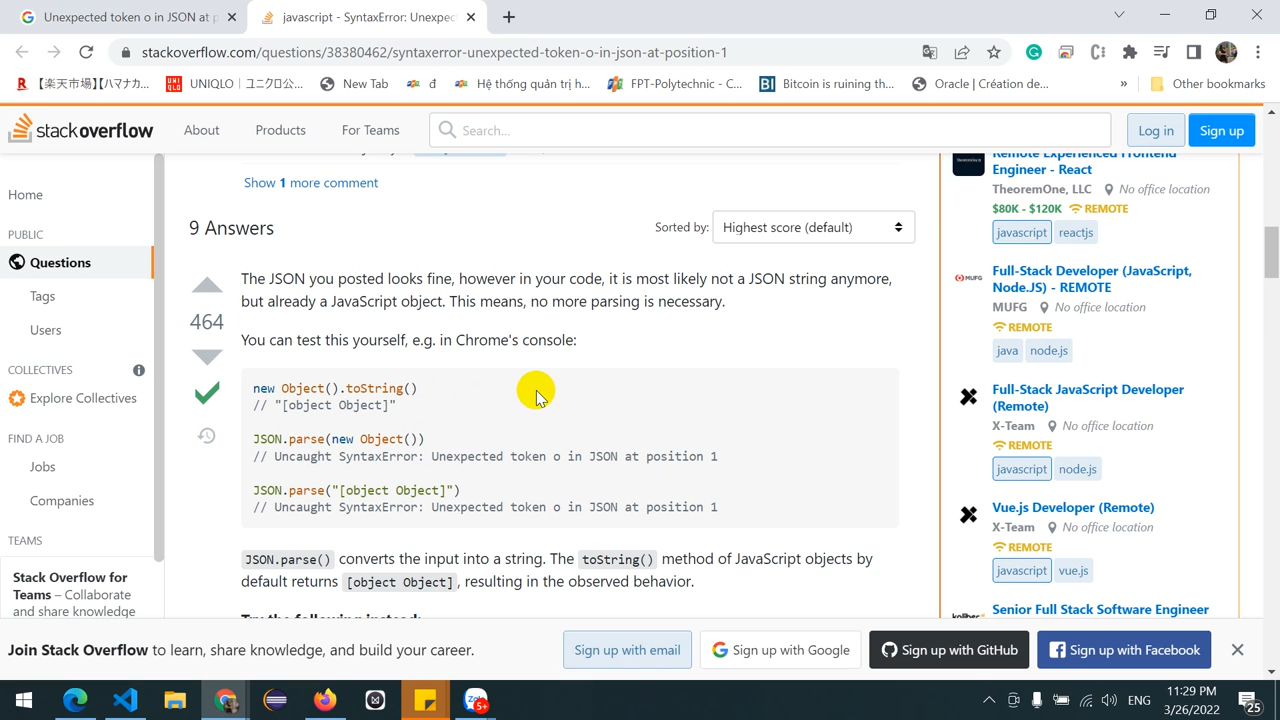 Unexpected token o in JSON at p
javascript - SyntaxError: Unexpec
stackoverflow.com/questions/38380462/syntaxerror-unexpected-token-o-in-json-at-position-1
【楽天市場】【ハマナカ...
UNIQLO｜ユニクロ公...
New Tab
đ
Hệ thống quản trị h...
FPT-Polytechnic - C...
Bitcoin is ruining th...
Oracle | Création de...
»
Other bookmarks
stackoverflow
About
Products
For Teams
Search...
Log in
Sign up
Home
PUBLIC
Questions
Tags
Users
COLLECTIVES
Explore Collectives
FIND A JOB
Jobs
Companies
TEAMS
Stack Overflow for
Teams – Collaborate
and share knowledge
Show 1 more comment
9 Answers
Sorted by:
Highest score (default)
464
The JSON you posted looks fine, however in your code, it is most likely not a JSON string anymore,
but already a JavaScript object. This means, no more parsing is necessary.
You can test this yourself, e.g. in Chrome's console:
new Object().toString()
// "[object Object]"
JSON.parse(new Object())
// Uncaught SyntaxError: Unexpected token o in JSON at position 1
JSON.parse("[object Object]")
// Uncaught SyntaxError: Unexpected token o in JSON at position 1
JSON.parse() converts the input into a string. The toString() method of JavaScript objects by
default returns [object Object], resulting in the observed behavior.
Try the following instead:
Remote Experienced Frontend
Engineer - React
TheoremOne, LLC No office location
$80K - $120K REMOTE
javascript reactjs
MUFG
Full-Stack Developer (JavaScript,
Node.JS) - REMOTE
MUFG No office location
REMOTE
java node.js
Full-Stack JavaScript Developer
(Remote)
X-Team No office location
REMOTE
javascript node.js
Vue.js Developer (Remote)
X-Team No office location
REMOTE
javascript vue.js
Senior Full Stack Software Engineer
Join Stack Overflow to learn, share knowledge, and build your career.
Sign up with email
Sign up with Google
Sign up with GitHub
Sign up with Facebook
5+
ENG
11:29 PM
3/26/2022
25